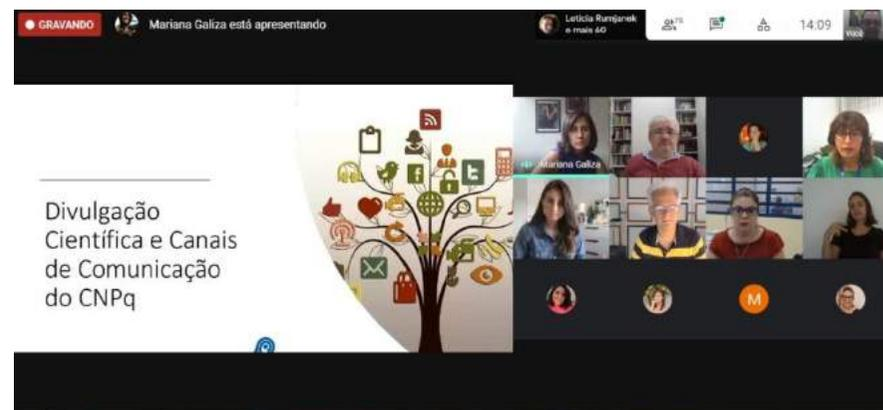 GRAVANDO
Mariana Galiza está apresentando
Leticia Rumjanek
e mais 60
75
14:09
Você
Mariana Galiza
Divulgação
Científica e Canais
de Comunicação
do CNPq
M